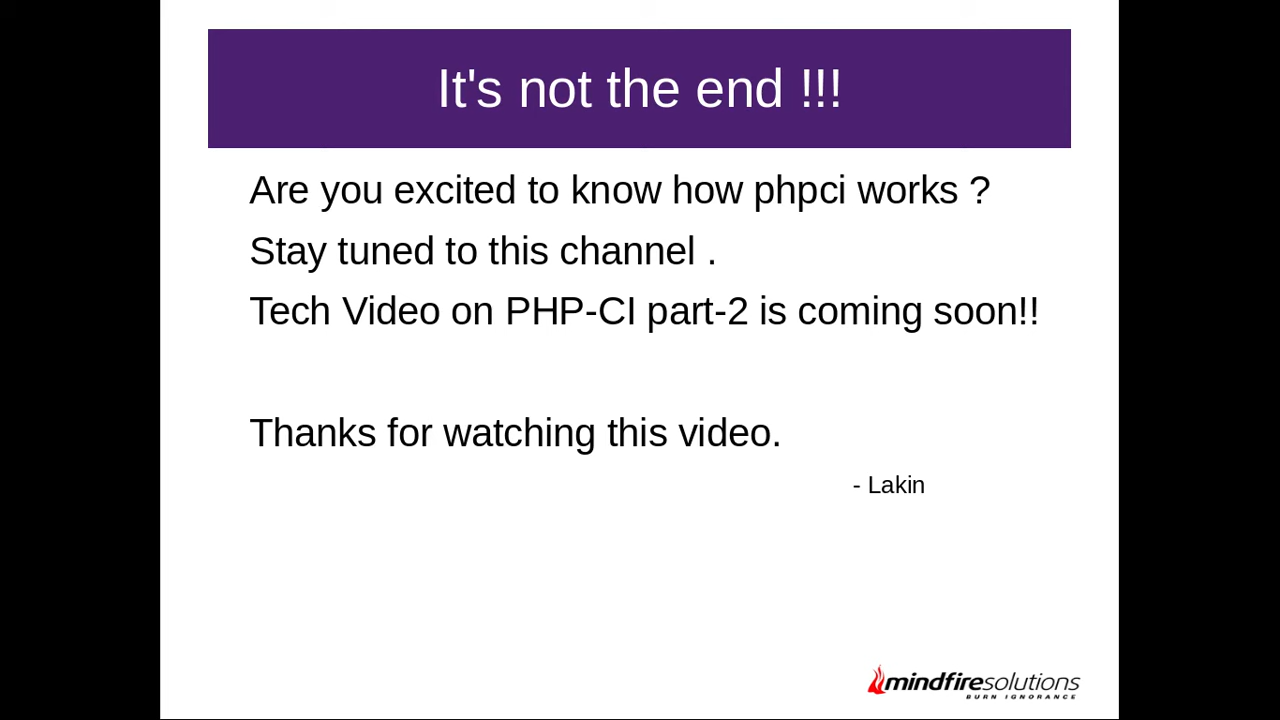 It's not the end !!!
Are you excited to know how phpci works ?
Stay tuned to this channel .
Tech Video on PHP-CI part-2 is coming soon!!
Thanks for watching this video.
- Lakin
mindfiresolutions
BURN IGNORANCE